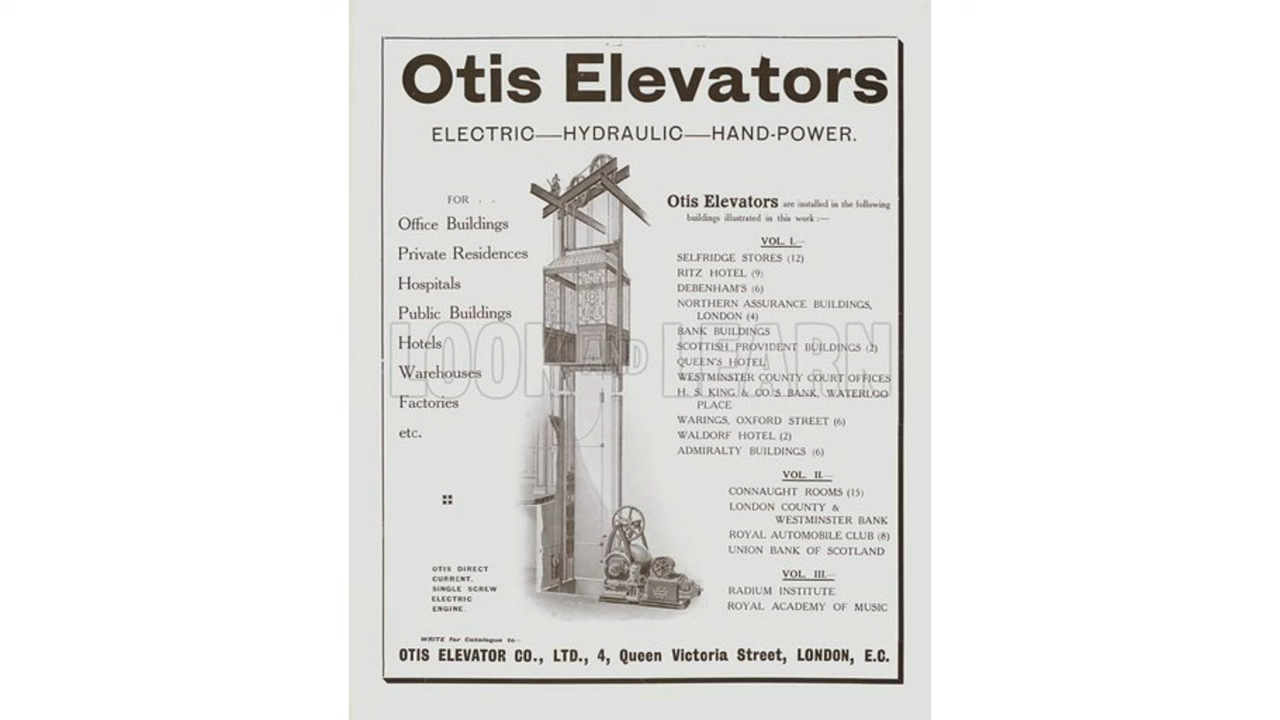 Otis Elevators
ELECTRIC—HYDRAULIC—HAND-POWER.
FOR . .
Office Buildings
Private Residences
Hospitals
Public Buildings
Hotels
Warehouses
Factories
etc.
OTIS DIRECT
CURRENT.
SINGLE SCREW
ELECTRIC
ENGINE.
Otis Elevators are installed in the following
buildings illustrated in this work:—
VOL. I.—
SELFRIDGE STORES (12)
RITZ HOTEL (9)
DEBENHAM'S (6)
NORTHERN ASSURANCE BUILDINGS,
LONDON (4)
BANK BUILDINGS
SCOTTISH PROVIDENT BUILDINGS (2)
QUEEN'S HOTEL
WESTMINSTER COUNTY COURT OFFICES
H. S. KING & CO.'S BANK, WATERLOO
PLACE
WARINGS, OXFORD STREET (6)
WALDORF HOTEL (2)
ADMIRALTY BUILDINGS (6)
VOL. II.—
CONNAUGHT ROOMS (15)
LONDON COUNTY &
WESTMINSTER BANK
ROYAL AUTOMOBILE CLUB (8)
UNION BANK OF SCOTLAND
VOL. III.—
RADIUM INSTITUTE
ROYAL ACADEMY OF MUSIC
WRITE for Catalogue to—
OTIS ELEVATOR CO., LTD., 4, Queen Victoria Street, LONDON, E.C.
LOOK AND LEARN